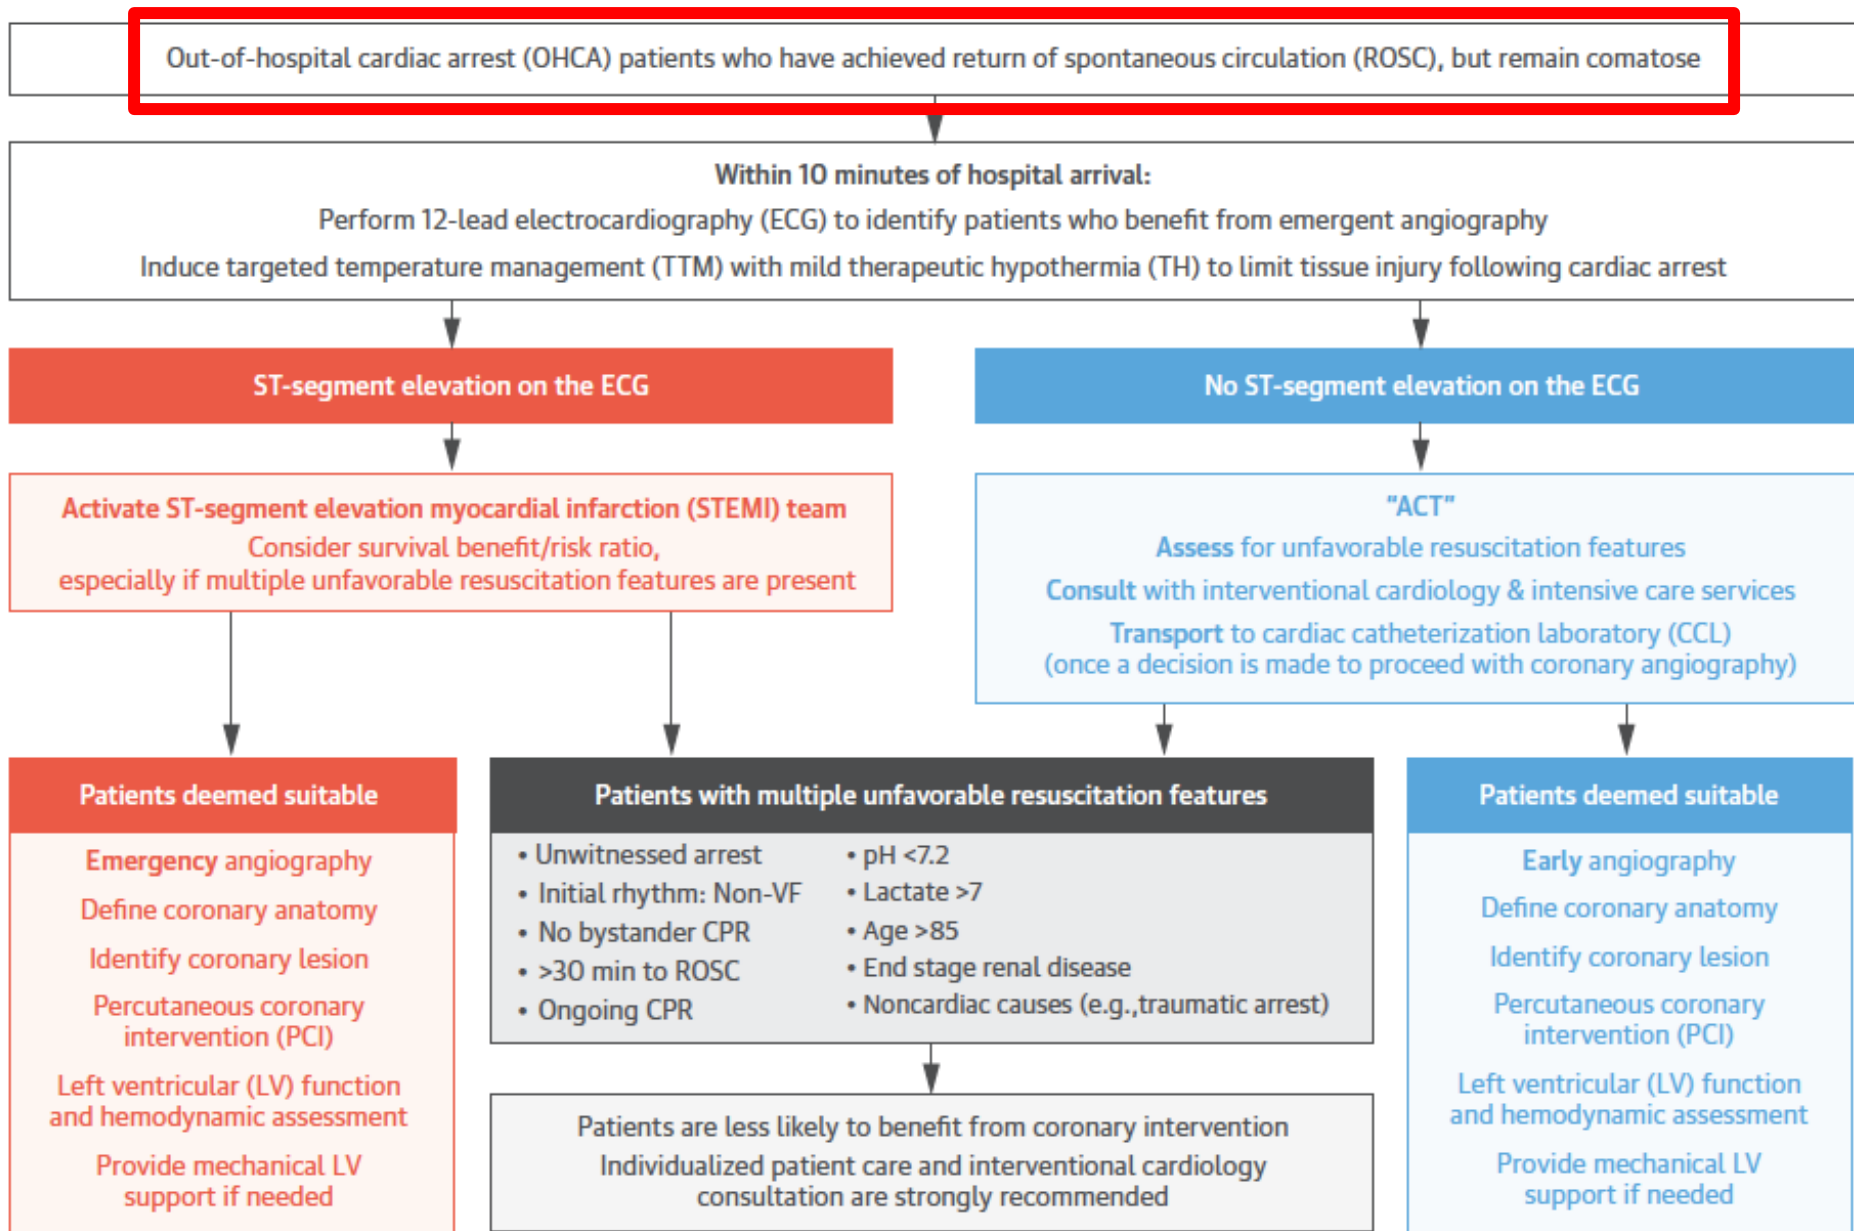 Out-of-hospital cardiac arrest (OHCA) patients who have achieved return of spontaneous circulation (ROSC), but remain comatose
Within 10 minutes of hospital arrival:
Perform 12-lead electrocardiography (ECG) to identify patients who benefit from emergent angiography
Induce targeted temperature management (TTM) with mild therapeutic hypothermia (TH) to limit tissue injury following cardiac arrest
ST-segment elevation on the ECG
Activate ST-segment elevation myocardial infarction (STEMI) team
Consider survival benefit/risk ratio,
especially if multiple unfavorable resuscitation features are present
No ST-segment elevation on the ECG
"ACT"
Assess for unfavorable resuscitation features
Consult with interventional cardiology & intensive care services
Transport to cardiac catheterization laboratory (CCL)
(once a decision is made to proceed with coronary angiography)
Patients deemed suitable
Emergency angiography
Define coronary anatomy
Identify coronary lesion
Percutaneous coronary
intervention (PCI)
Left ventricular (LV) function
and hemodynamic assessment
Provide mechanical LV
support if needed
Patients with multiple unfavorable resuscitation features
• Unwitnessed arrest
• Initial rhythm: Non-VF
• No bystander CPR
• >30 min to ROSC
• Ongoing CPR
• pH <7.2
• Lactate >7
• Age >85
• End stage renal disease
• Noncardiac causes (e.g.,traumatic arrest)
Patients are less likely to benefit from coronary intervention
Individualized patient care and interventional cardiology
consultation are strongly recommended
Patients deemed suitable
Early angiography
Define coronary anatomy
Identify coronary lesion
Percutaneous coronary
intervention (PCI)
Left ventricular (LV) function
and hemodynamic assessment
Provide mechanical LV
support if needed